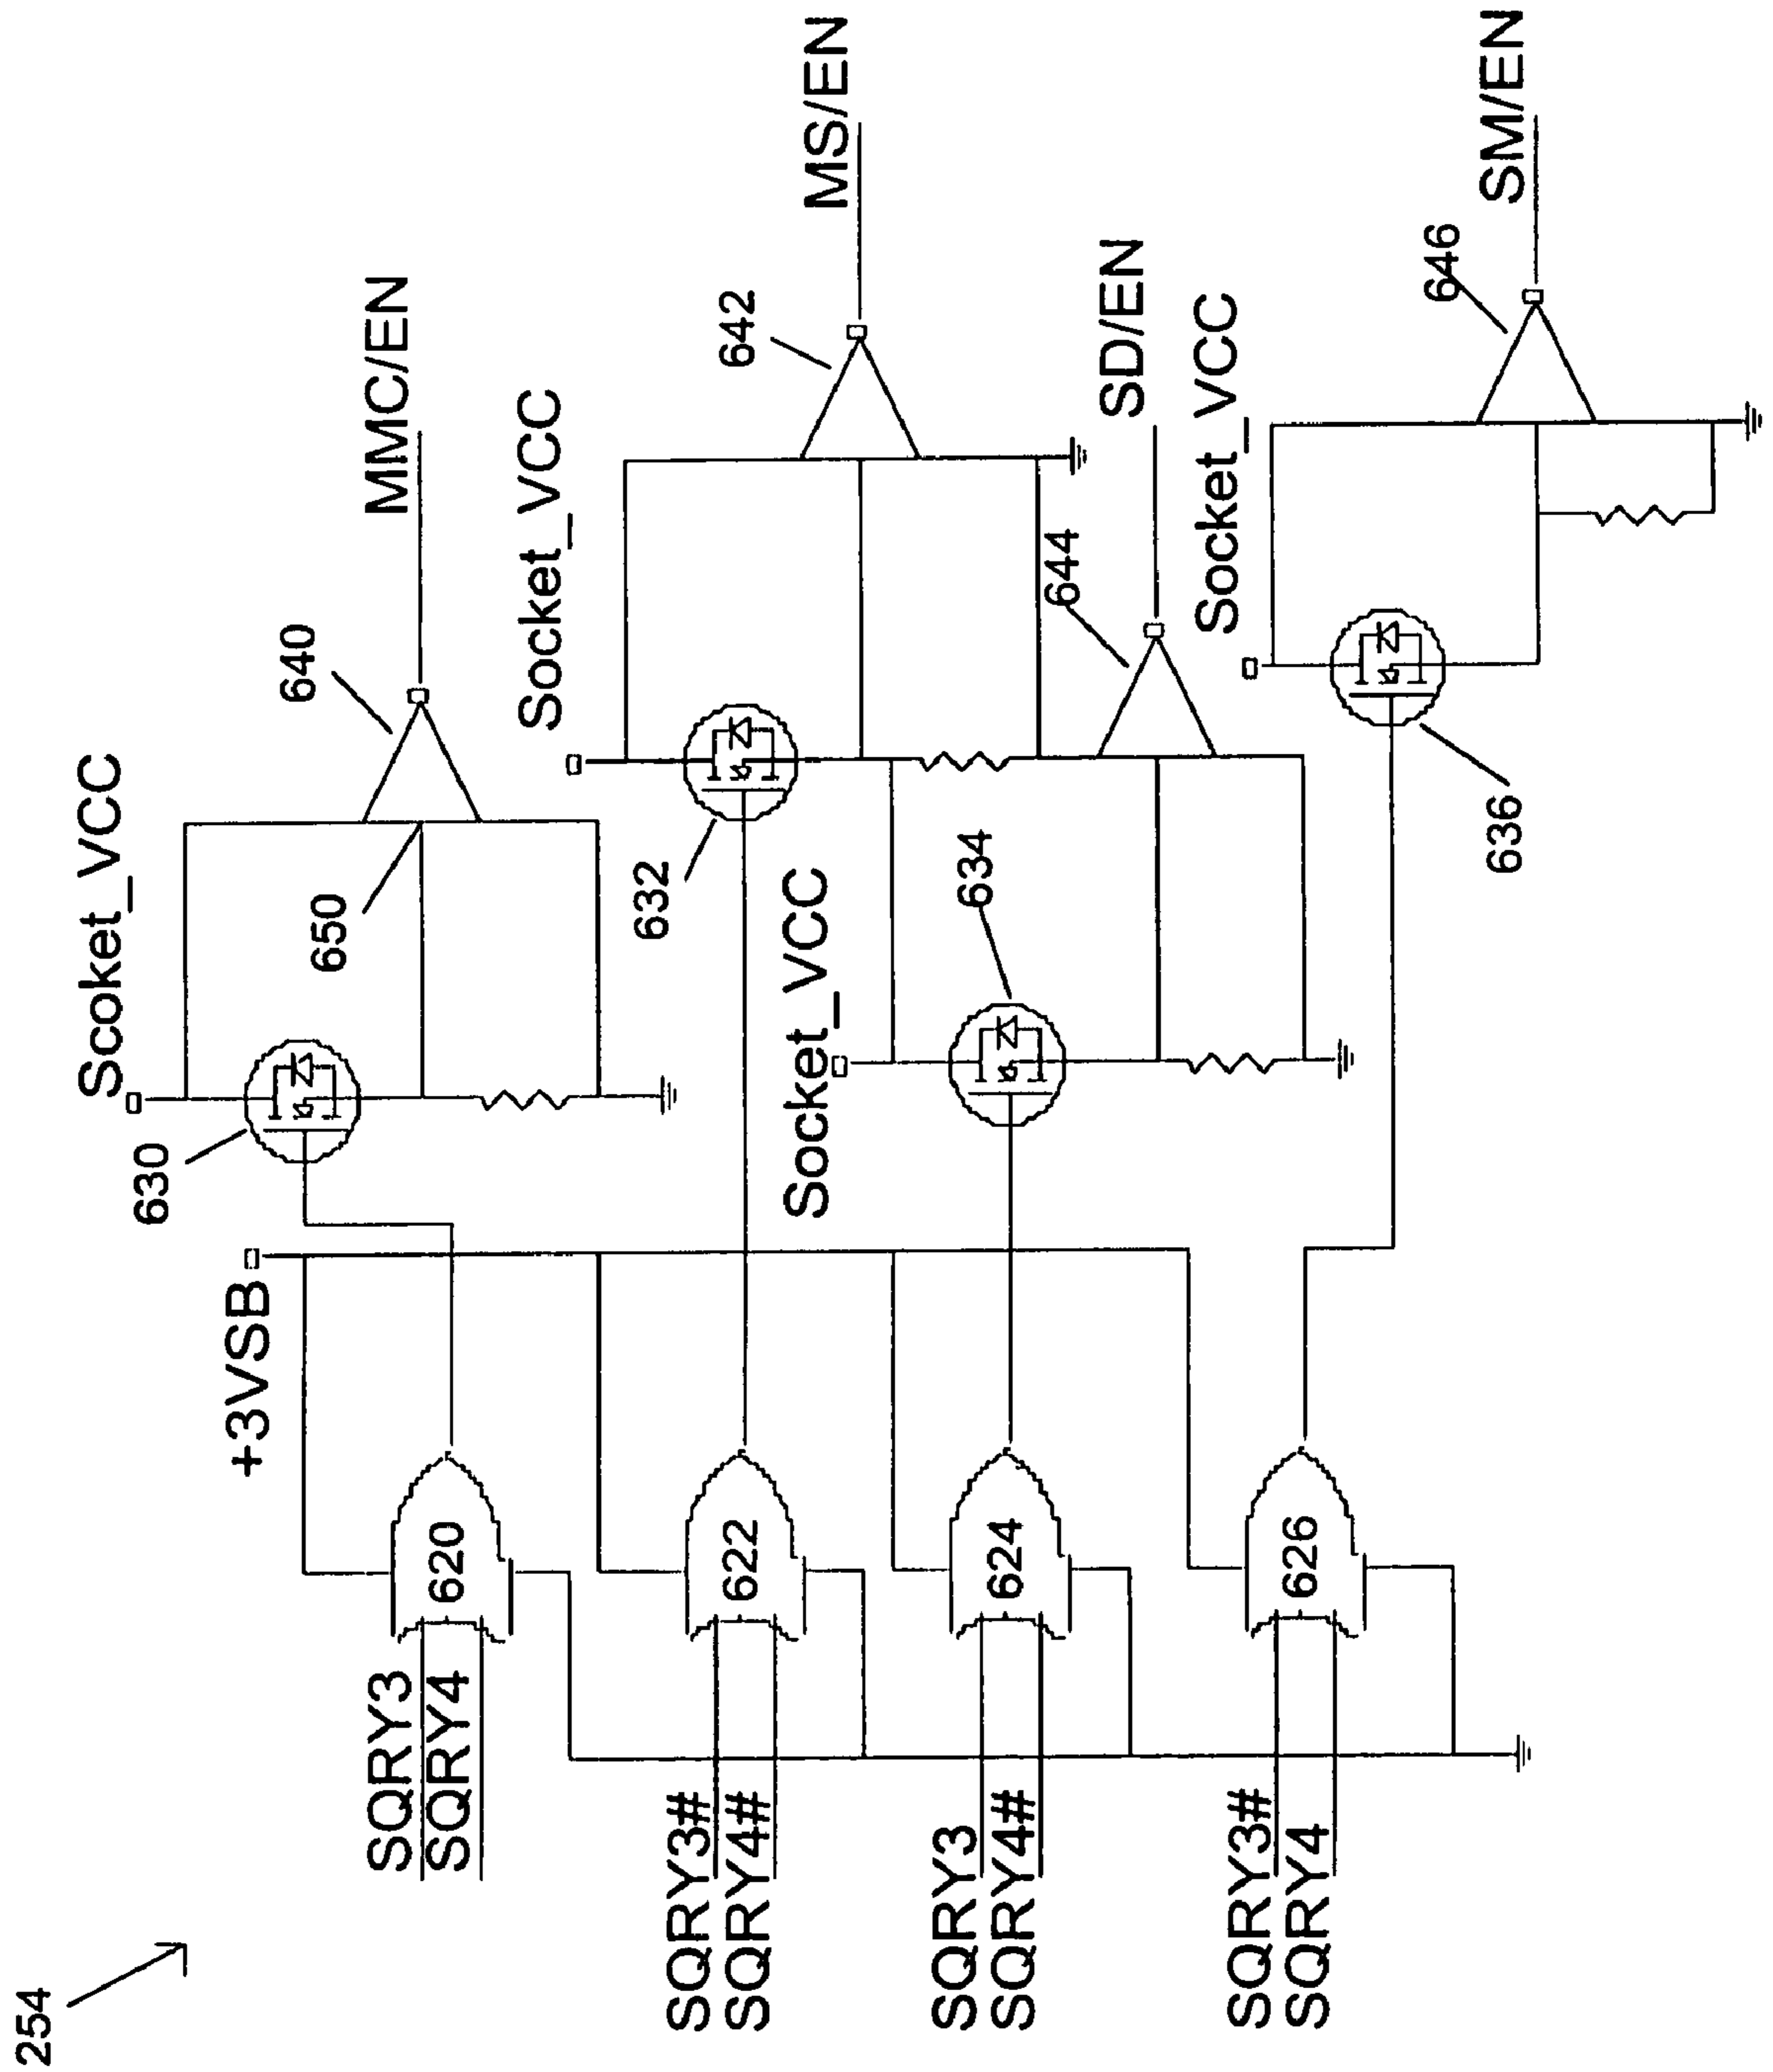 254
SQRY3
SQRY4
SQRY3#
SQRY4#
SQRY3
SQRY4#
SQRY3#
SQRY4
620
622
624
626
+3VSB
630
Scoket_VCC
650
640
MMC/EN
632
Socket_VCC
642
MS/EN
Socket_VCC
634
644
SD/EN
636
Socket_VCC
646
SM/EN